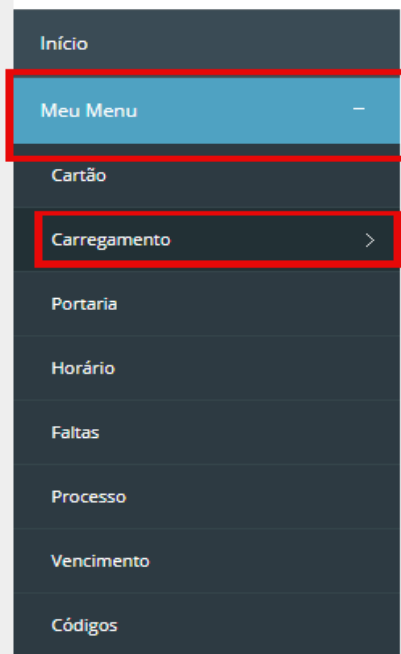 Início
Meu Menu −
Cartão
Carregamento >
Portaria
Horário
Faltas
Processo
Vencimento
Códigos